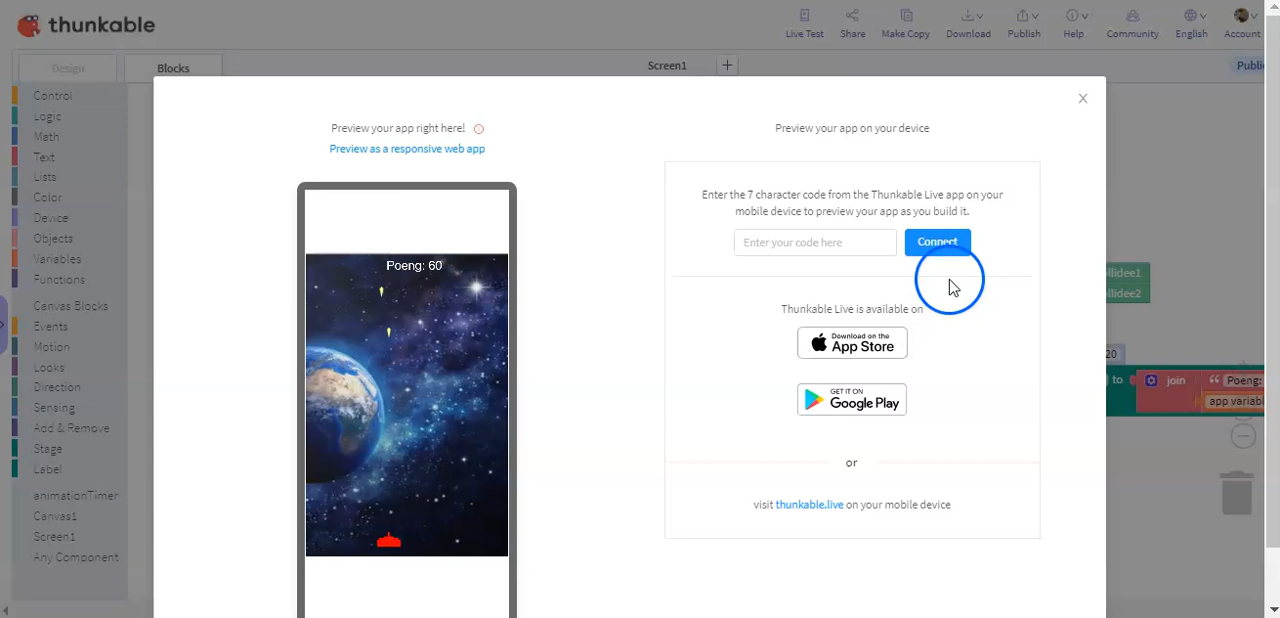 thunkable
Live Test
Share
Make Copy
Download
Publish
Help
Community
English
Account
Design
Blocks
Screen1
Control
Logic
Math
Text
Lists
Color
Device
Objects
Variables
Functions
Canvas Blocks
Events
Motion
Looks
Direction
Sensing
Add & Remove
Stage
Label
animationTimer
Canvas1
Screen1
Any Component
Preview your app right here!
Preview as a responsive web app
Poeng: 60
Preview your app on your device
Enter the 7 character code from the Thunkable Live app on your
mobile device to preview your app as you build it.
Enter your code here
Connect
Thunkable Live is available on
Download on the
App Store
GET IT ON
Google Play
or
visit thunkable.live on your mobile device
20
to
join
“ Poeng: